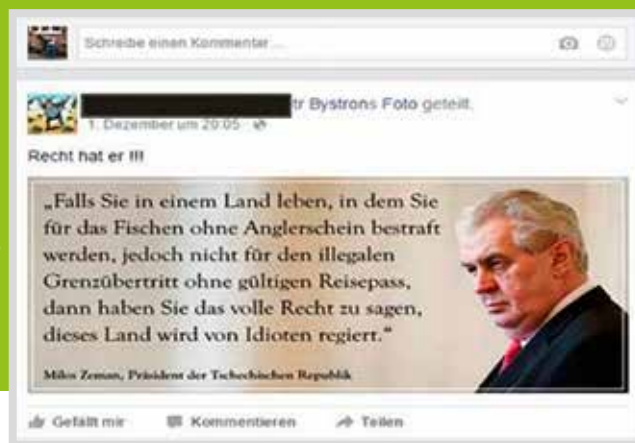 Schreibe einen Kommentar ...
tr Bystrons Foto geteilt.
1. Dezember um 20:05
Recht hat er !!!
„Falls Sie in einem Land leben, in dem Sie
für das Fischen ohne Anglerschein bestraft
werden, jedoch nicht für den illegalen
Grenzübertritt ohne gültigen Reisepass,
dann haben Sie das volle Recht zu sagen,
dieses Land wird von Idioten regiert.“
Milos Zeman, Präsident der Tschechischen Republik
Gefällt mir Kommentieren Teilen